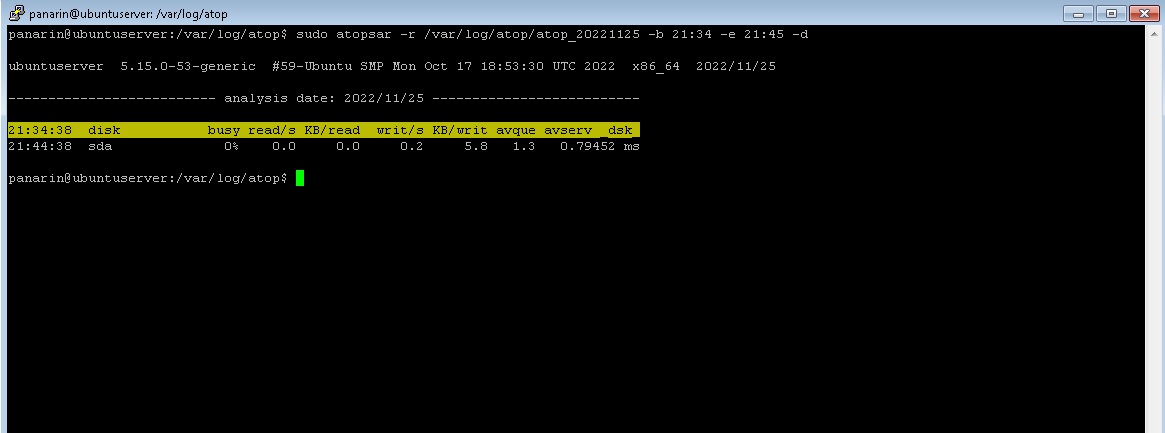 panarin@ubuntuserver: /var/log/atop
panarin@ubuntuserver:/var/log/atop$ sudo atopsar -r /var/log/atop/atop_20221125 -b 21:34 -e 21:45 -d
ubuntuserver  5.15.0-53-generic  #59-Ubuntu SMP Mon Oct 17 18:53:30 UTC 2022  x86_64  2022/11/25
-------------------------- analysis date: 2022/11/25 --------------------------
21:34:38  disk           busy read/s KB/read  writ/s KB/writ avque avserv _dsk_
21:44:38  sda              0%    0.0     0.0     0.2     5.8   1.3   0.79452 ms
panarin@ubuntuserver:/var/log/atop$